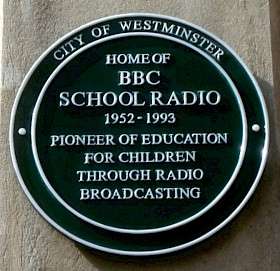 CITY OF WESTMINSTER
HOME OF
BBC
SCHOOL RADIO
1952-1993
PIONEER OF EDUCATION
FOR CHILDREN
THROUGH RADIO
BROADCASTING